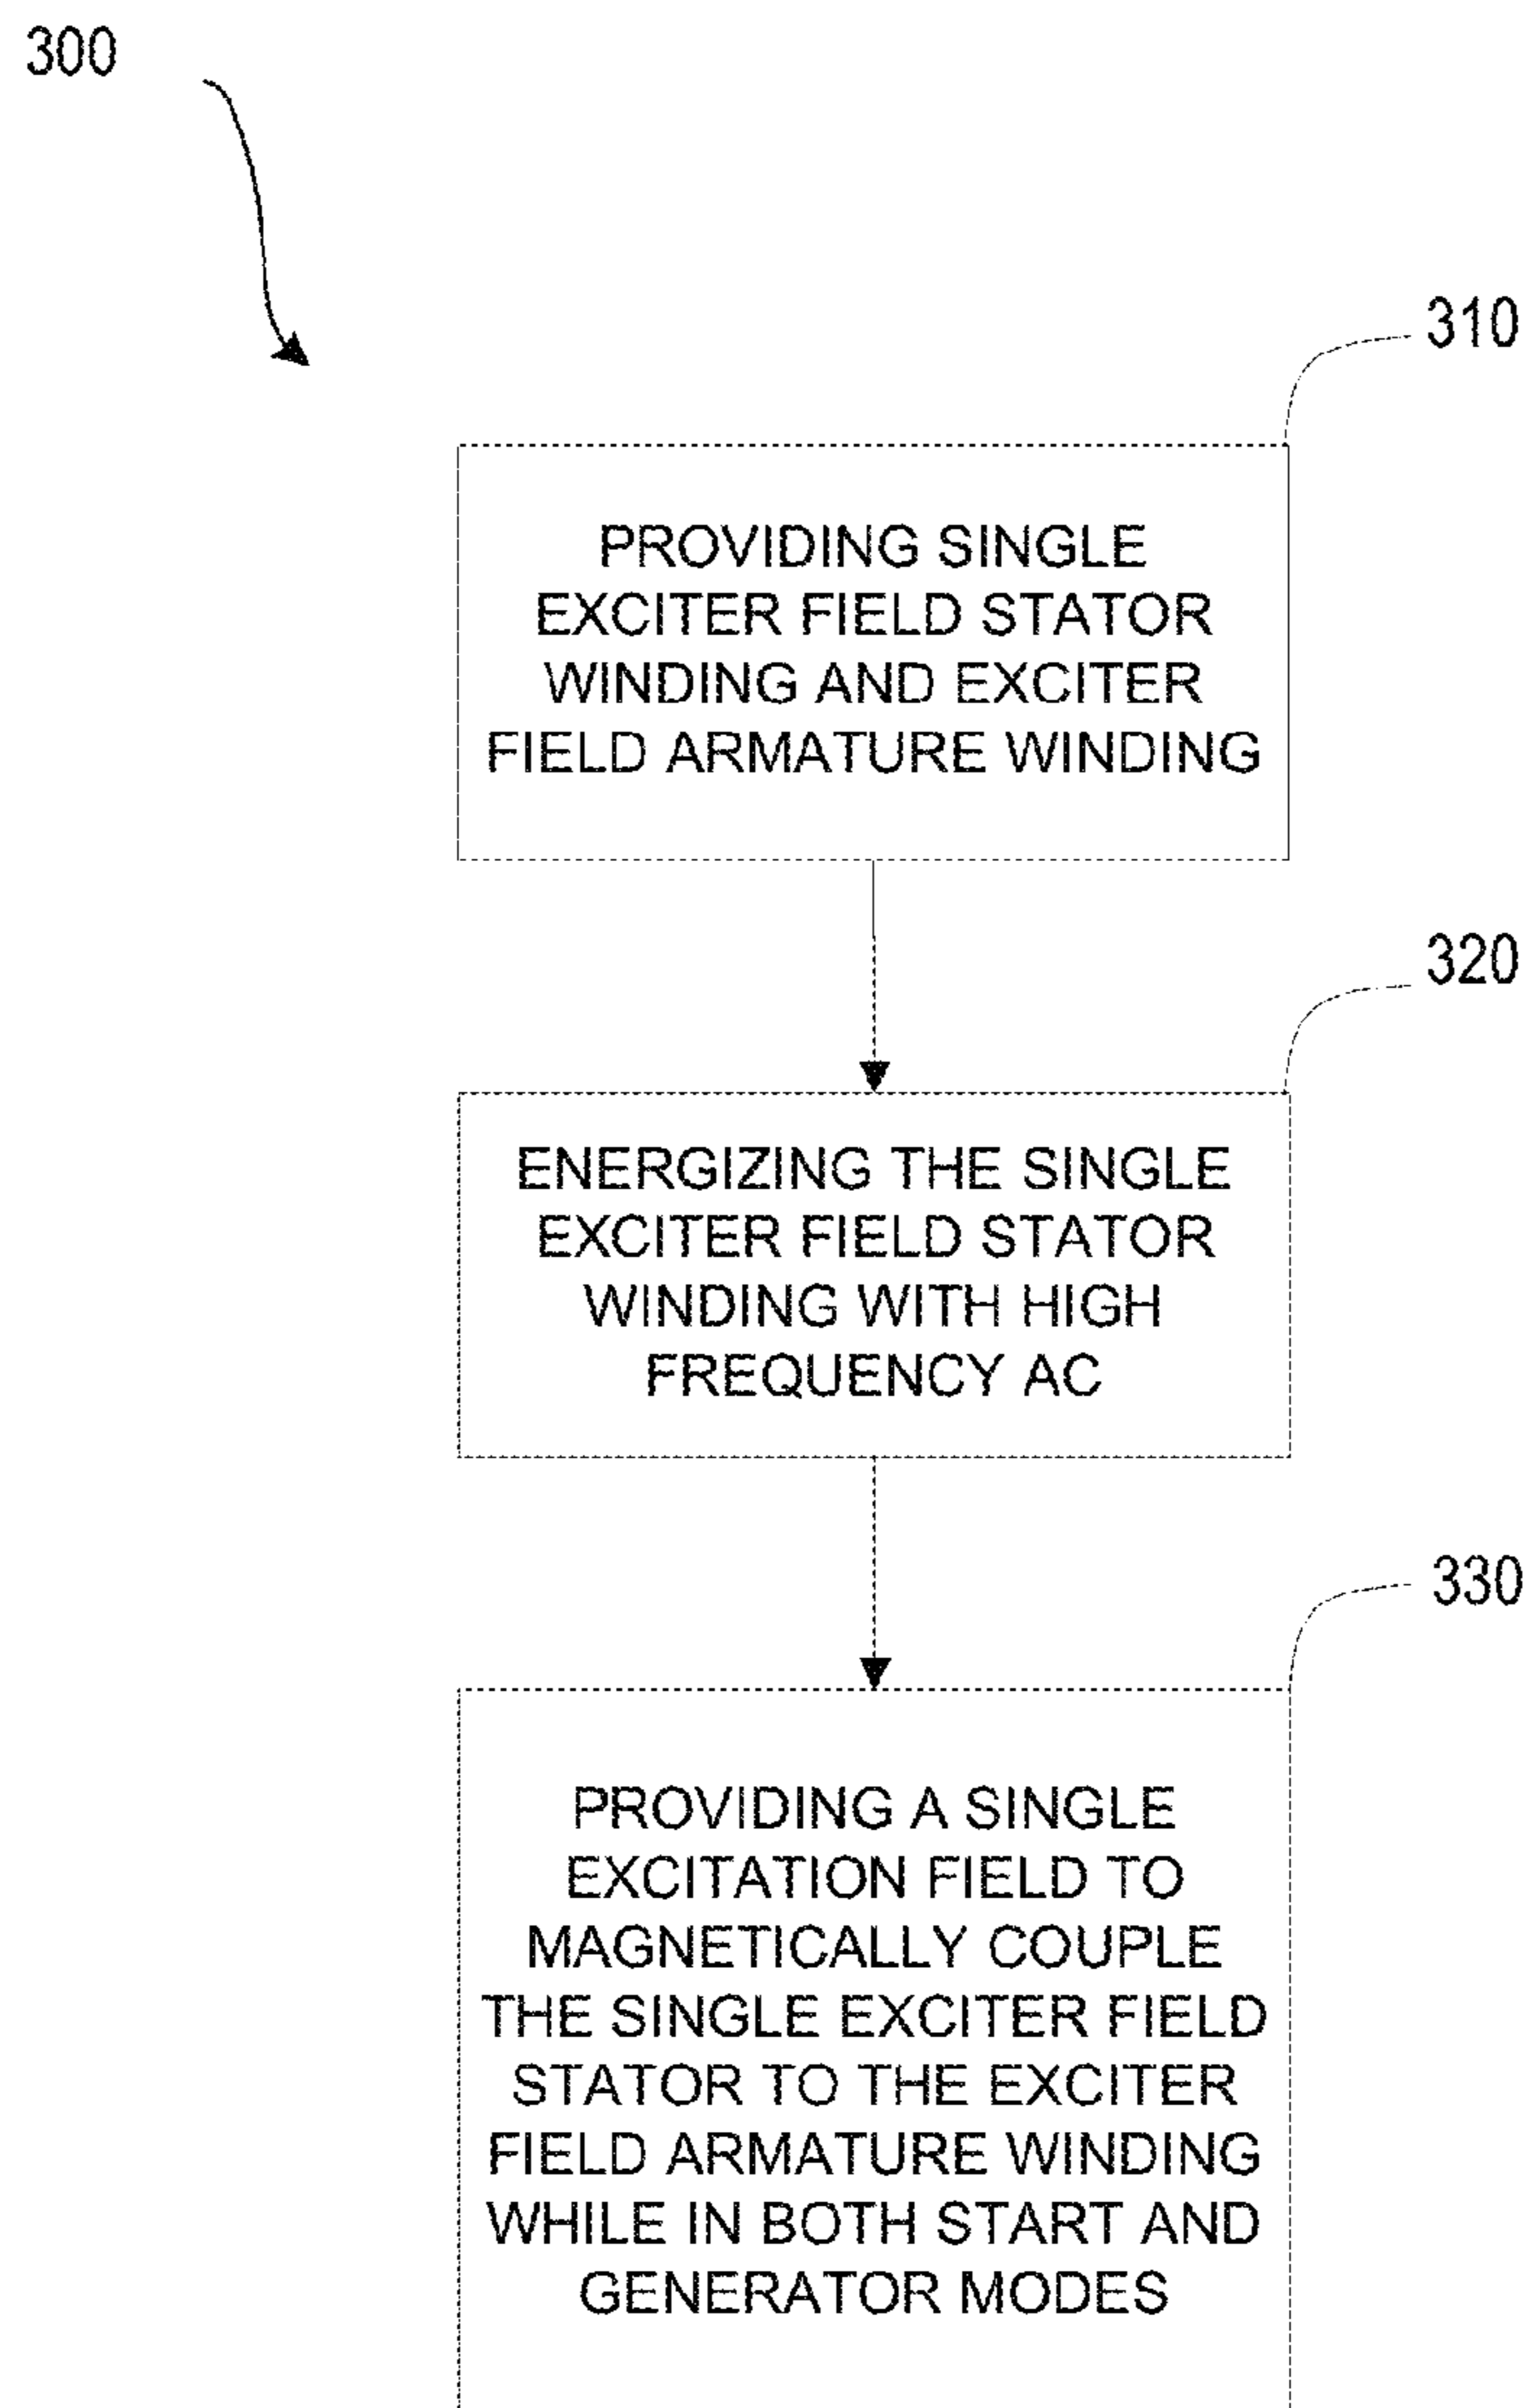 300
310
PROVIDING SINGLE
EXCITER FIELD STATOR
WINDING AND EXCITER
FIELD ARMATURE WINDING
320
ENERGIZING THE SINGLE
EXCITER FIELD STATOR
WINDING WITH HIGH
FREQUENCY AC
330
PROVIDING A SINGLE
EXCITATION FIELD TO
MAGNETICALLY COUPLE
THE SINGLE EXCITER FIELD
STATOR TO THE EXCITER
FIELD ARMATURE WINDING
WHILE IN BOTH START AND
GENERATOR MODES